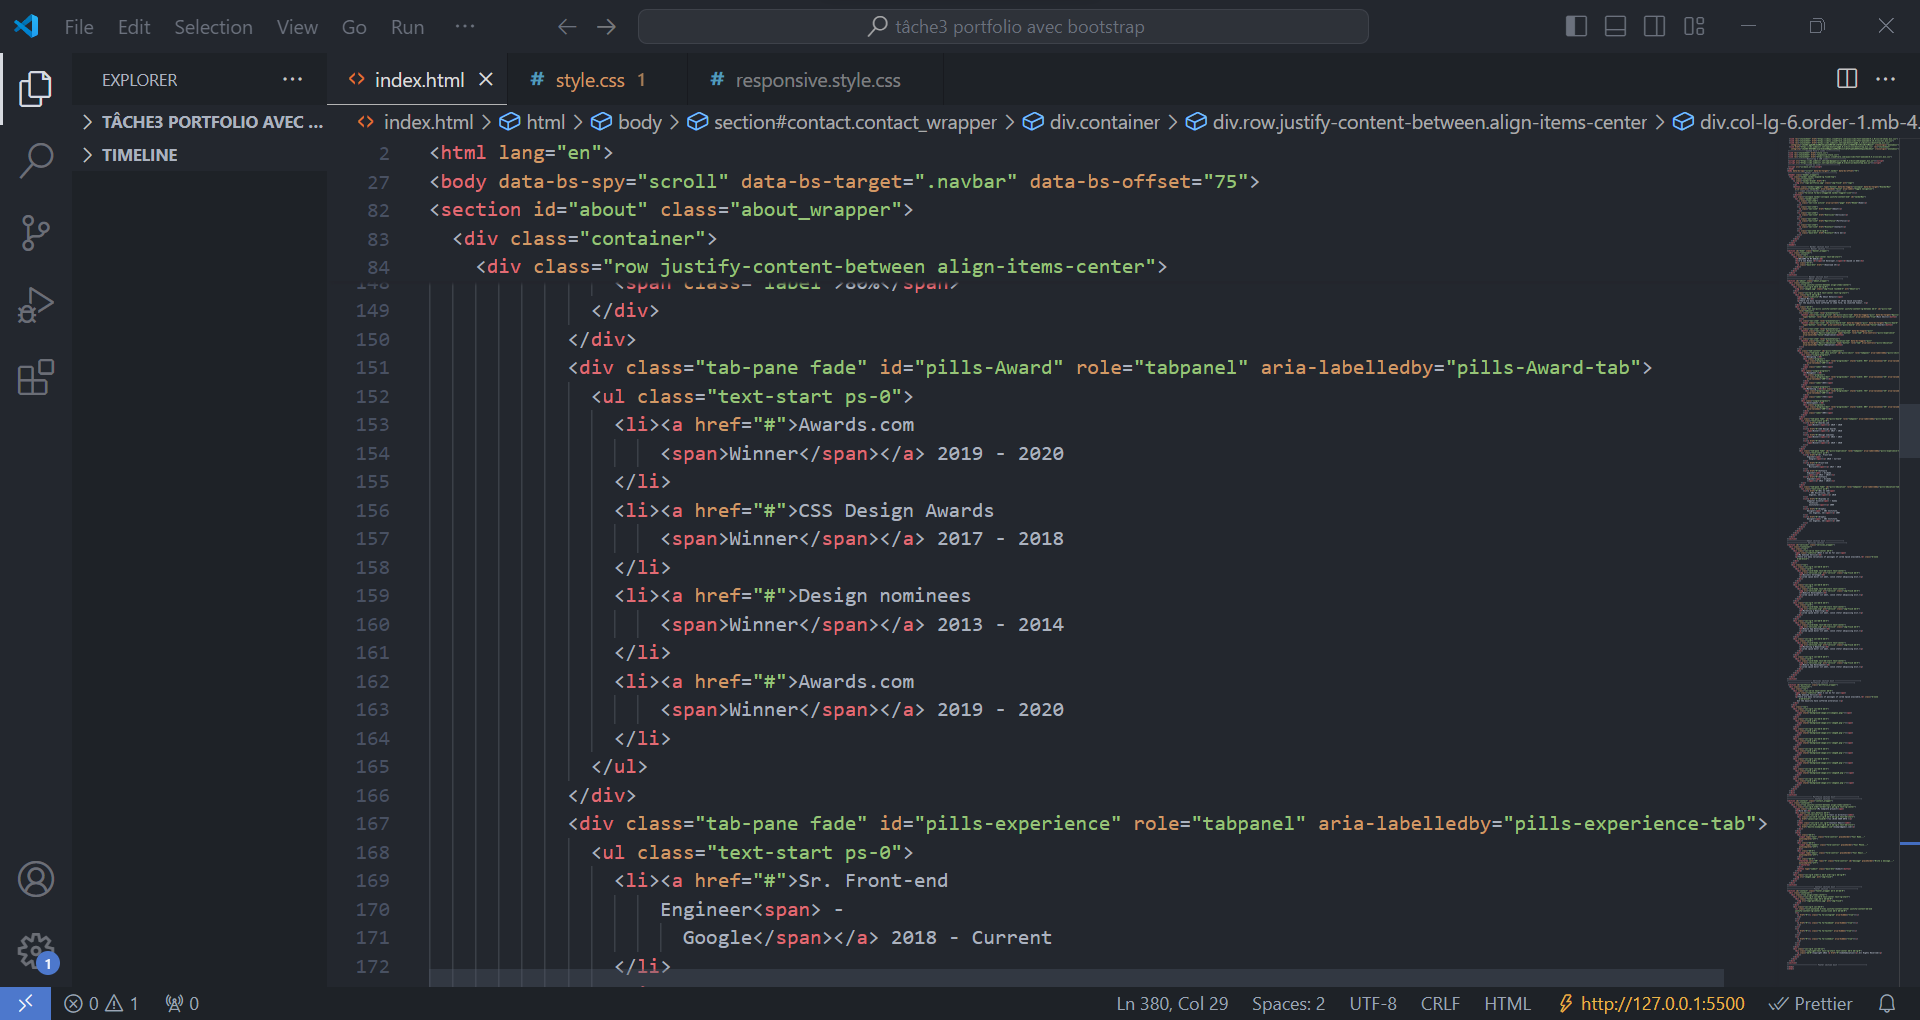 File Edit Selection View Go Run ···
tâche3 portfolio avec bootstrap
EXPLORER ···
TÂCHE3 PORTFOLIO AVEC ...
TIMELINE
index.html
# style.css 1
# responsive.style.css
index.html > html > body > section#contact.contact_wrapper > div.container > div.row.justify-content-between.align-items-center > div.col-lg-6.order-1.mb-4.
2 <html lang="en">
27 <body data-bs-spy="scroll" data-bs-target=".navbar" data-bs-offset="75">
82 <section id="about" class="about_wrapper">
83 <div class="container">
84 <div class="row justify-content-between align-items-center">
148 <span class="label">80%</span>
149 </div>
150 </div>
151 <div class="tab-pane fade" id="pills-Award" role="tabpanel" aria-labelledby="pills-Award-tab">
152 <ul class="text-start ps-0">
153 <li><a href="#">Awards.com
154 <span>Winner</span></a> 2019 - 2020
155 </li>
156 <li><a href="#">CSS Design Awards
157 <span>Winner</span></a> 2017 - 2018
158 </li>
159 <li><a href="#">Design nominees
160 <span>Winner</span></a> 2013 - 2014
161 </li>
162 <li><a href="#">Awards.com
163 <span>Winner</span></a> 2019 - 2020
164 </li>
165 </ul>
166 </div>
167 <div class="tab-pane fade" id="pills-experience" role="tabpanel" aria-labelledby="pills-experience-tab">
168 <ul class="text-start ps-0">
169 <li><a href="#">Sr. Front-end
170 Engineer<span> -
171 Google</span></a> 2018 - Current
172 </li>
1
0 1 0
Ln 380, Col 29 Spaces: 2 UTF-8 CRLF HTML http://127.0.0.1:5500 Prettier